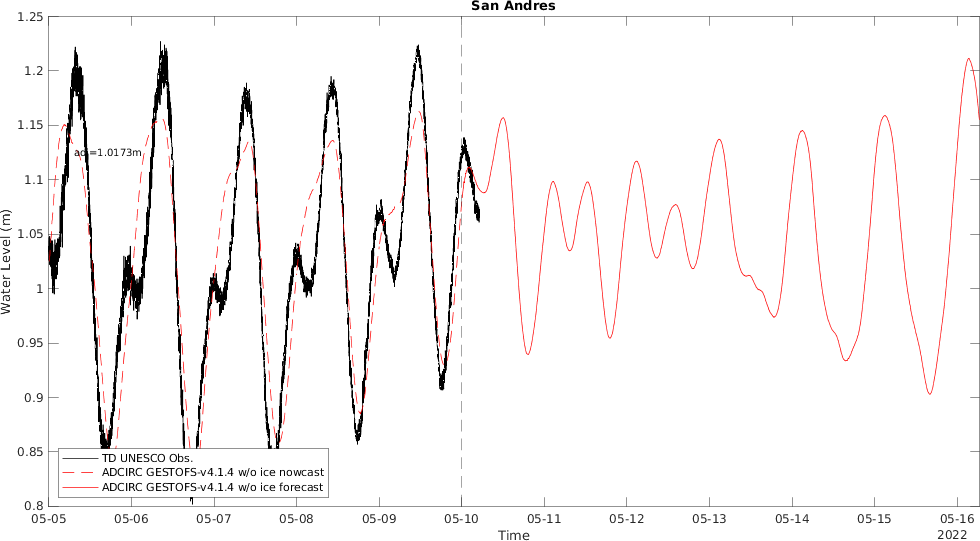 San Andres
Water Level (m)
1.25
1.2
1.15
1.1
1.05
1
0.95
0.9
0.85
0.8
=1.0173m
TD UNESCO Obs.
ADCIRC GESTOFS-v4.1.4 w/o ice nowcast
ADCIRC GESTOFS-v4.1.4 w/o ice forecast
05-05 05-06 05-07 05-08 05-09 05-10 05-11 05-12 05-13 05-14 05-15 05-16
Time
2022